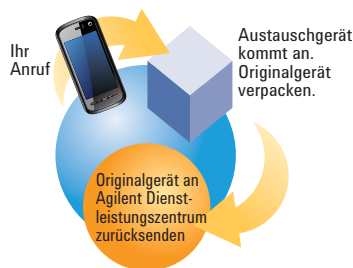 Ihr
Anruf
Austauschgerät
kommt an.
Originalgerät
verpacken.
Originalgerät an
Agilent Dienst-
leistungszentrum
zurücksenden